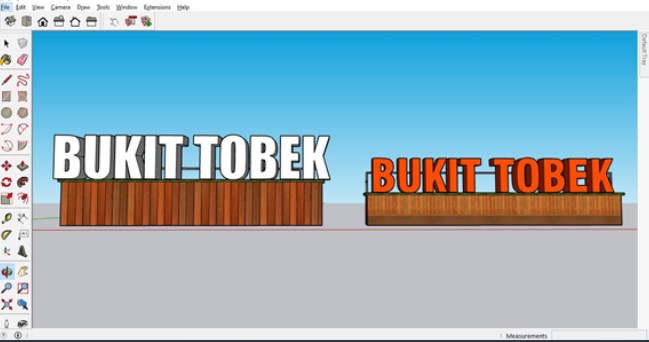 File Edit View Camera Draw Tools Window Extensions Help
Default Tray
BUKIT TOBEK
BUKIT TOBEK
Measurements